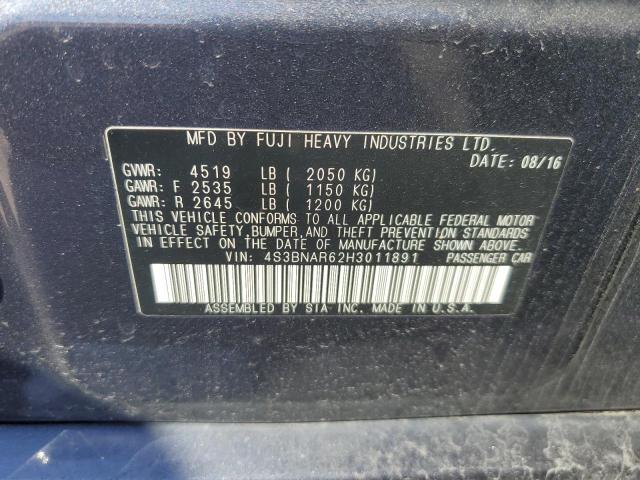 MFD BY FUJI HEAVY INDUSTRIES LTD.
DATE: 08/16
GVWR: 4519 LB ( 2050 KG)
GAWR: F 2535 LB ( 1150 KG)
GAWR: R 2645 LB ( 1200 KG)
THIS VEHICLE CONFORMS TO ALL APPLICABLE FEDERAL MOTOR
VEHICLE SAFETY, BUMPER, AND THEFT PREVENTION STANDARDS
IN EFFECT ON THE DATE OF MANUFACTURE SHOWN ABOVE.
VIN: 4S3BNAR62H3011891 PASSENGER CAR
ASSEMBLED BY SIA INC. MADE IN U.S.A.